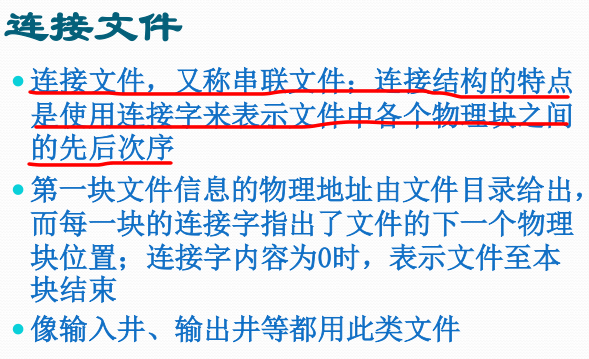 连接文件
•连接文件，又称串联文件：连接结构的特点
是使用连接字来表示文件中各个物理块之间
的先后次序
•第一块文件信息的物理地址由文件目录给出，
而每一块的连接字指出了文件的下一个物理
块位置；连接字内容为0时，表示文件至本
块结束
•像输入井、输出井等都用此类文件